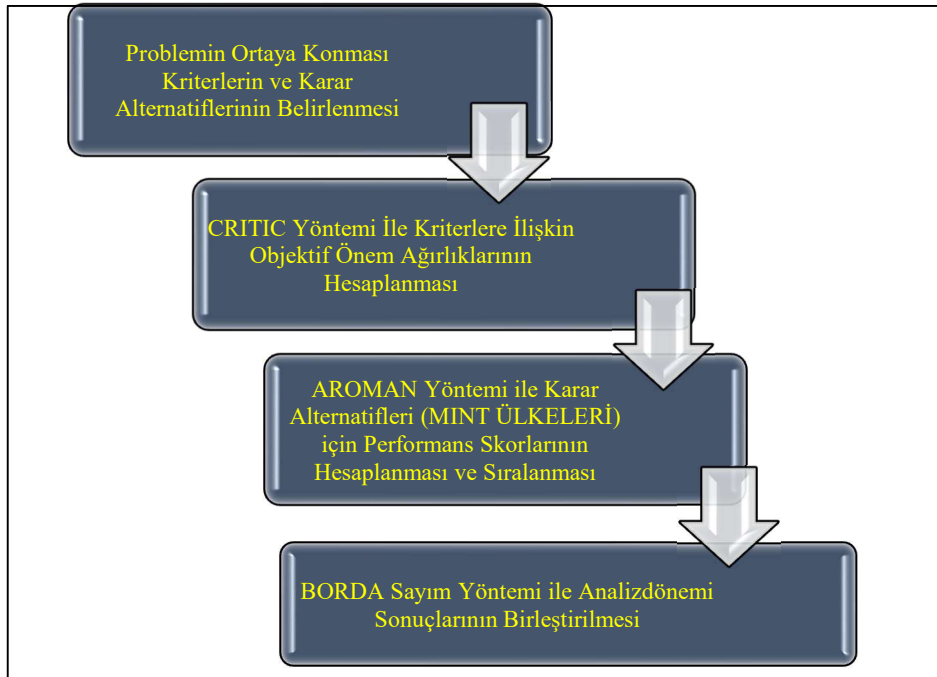 Problemin Ortaya Konması
Kriterlerin ve Karar
Alternatiflerinin Belirlenmesi
CRITIC Yöntemi İle Kriterlere İlişkin
Objektif Önem Ağırlıklarının
Hesaplanması
AROMAN Yöntemi ile Karar
Alternatifleri (MINT ÜLKELERİ)
için Performans Skorlarının
Hesaplanması ve Sıralanması
BORDA Sayım Yöntemi ile Analizdönemi
Sonuçlarının Birleştirilmesi